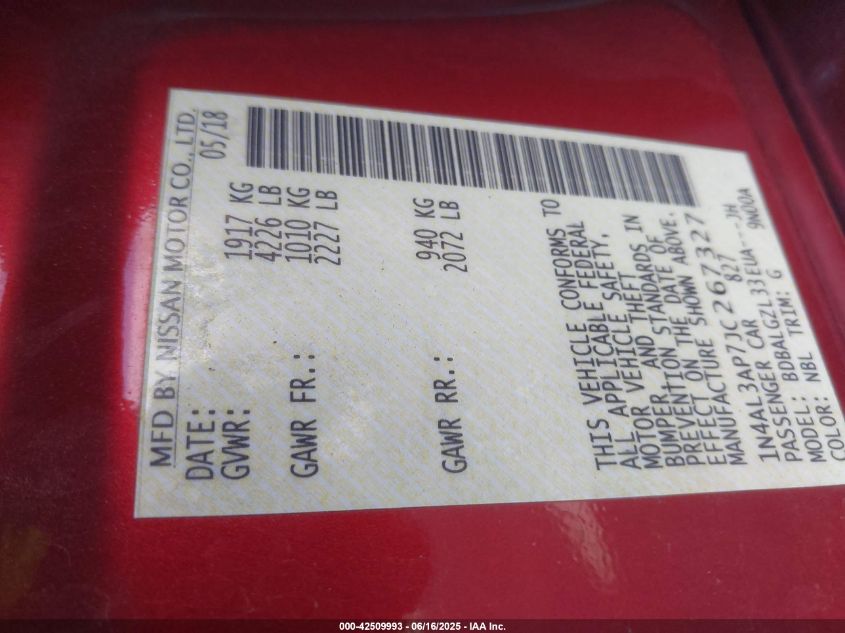 MFD BY NISSAN MOTOR CO., LTD.
DATE: 05/18
GVWR: 1917 KG
4226 LB
GAWR FR.: 1010 KG
2227 LB
GAWR RR.: 940 KG
2072 LB
THIS VEHICLE CONFORMS TO
ALL APPLICABLE FEDERAL
MOTOR VEHICLE SAFETY,
BUMPER, AND THEFT
PREVENTION STANDARDS IN
EFFECT ON THE DATE OF
MANUFACTURE SHOWN ABOVE.
1N4AL3AP7JC267327
PASSENGER CAR 827
MODEL: BDBALGZL33EUA---JH
COLOR: NBL TRIM: G 9N00A
000-42509993 - 06/16/2025 - IAA Inc.